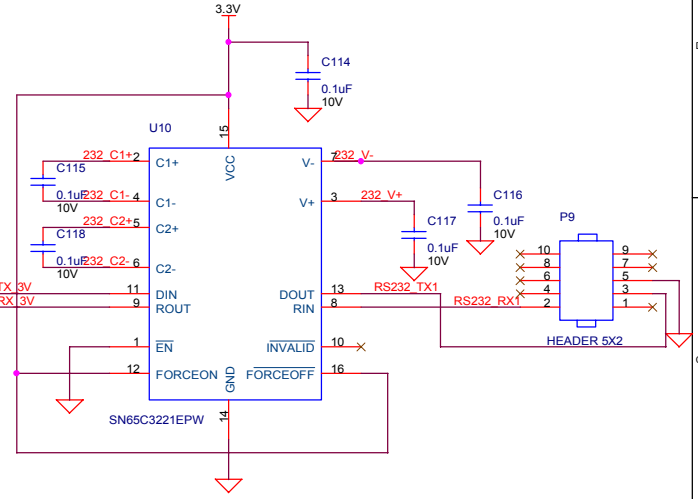 3.3V
C114
0.1uF
10V
U10
15
VCC
232_C1+ 2 C1+
C115
0.1uF
10V
232_C1- 4 C1-
232_C2+ 5 C2+
C118
0.1uF
10V
232_C2- 6 C2-
V- 7 232_V-
V+ 3 232_V+
C116
0.1uF
10V
C117
0.1uF
10V
P9
10 9
8 7
6 5
4 3
2 1
HEADER 5X2
TX_3V 11 DIN
RX_3V 9 ROUT
DOUT 13 RS232_TX1
RIN 8 RS232_RX1
1 EN
INVALID 10
12 FORCEON
FORCEOFF 16
GND
14
SN65C3221EPW